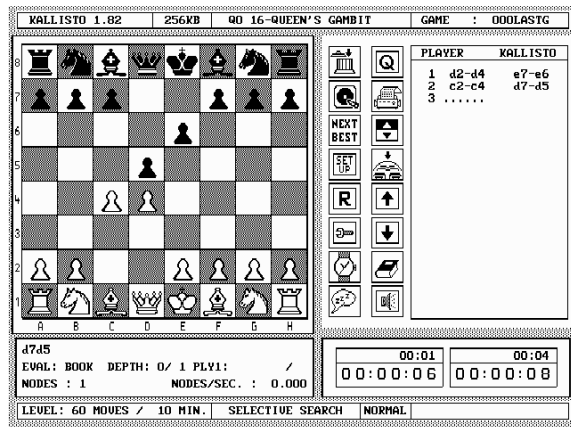 KALLISTO 1.82 256KB QO 16-QUEEN'S GAMBIT GAME : 000LASTG
PLAYER KALLISTO
1 d2-d4 e7-e6
2 c2-c4 d7-d5
3 ......
8
7
6
5
4
3
2
1
A B C D E F G H
Q
NEXT BEST
SET UP
R
zzz
d7d5
EVAL: BOOK DEPTH: 0/ 1 PLY1: /
NODES : 1 NODES/SEC. : 0.000
00:01 00:04
00:00:06 00:00:08
LEVEL: 60 MOVES / 10 MIN. SELECTIVE SEARCH NORMAL